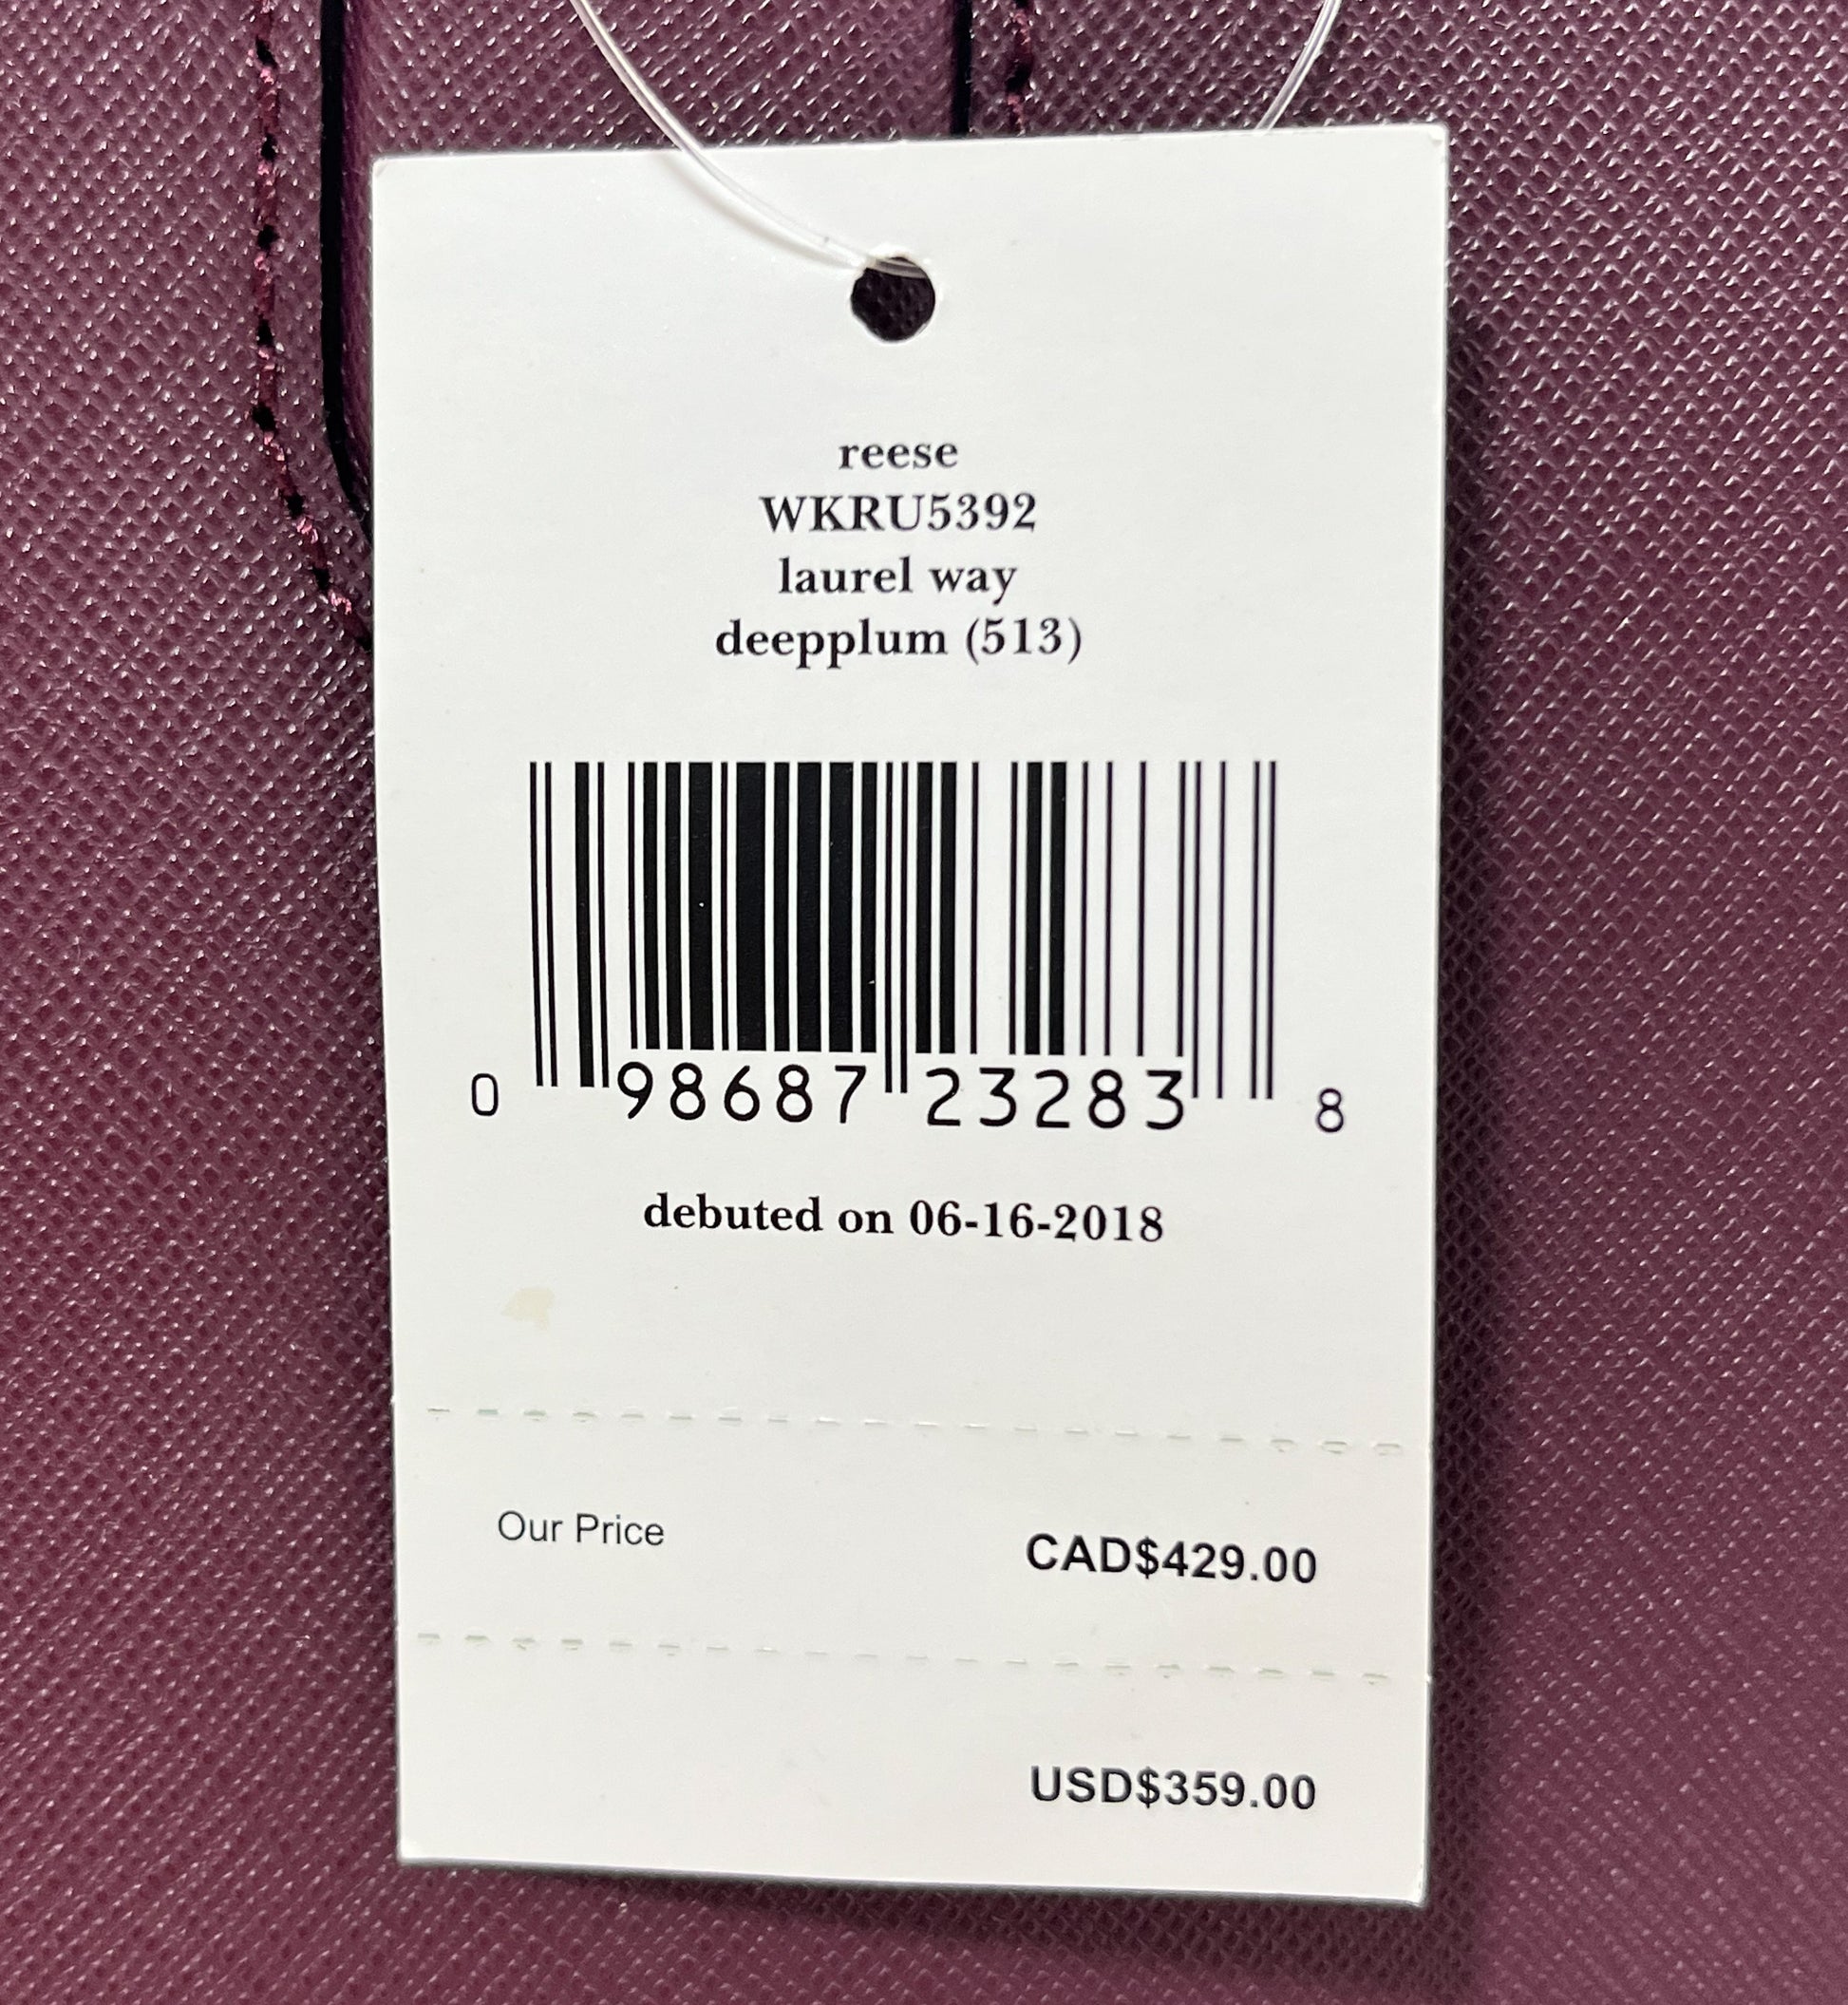 reese
WKRU5392
laurel way
deepplum (513)
0 98687 23283 8
debuted on 06-16-2018
Our Price CAD$429.00
USD$359.00